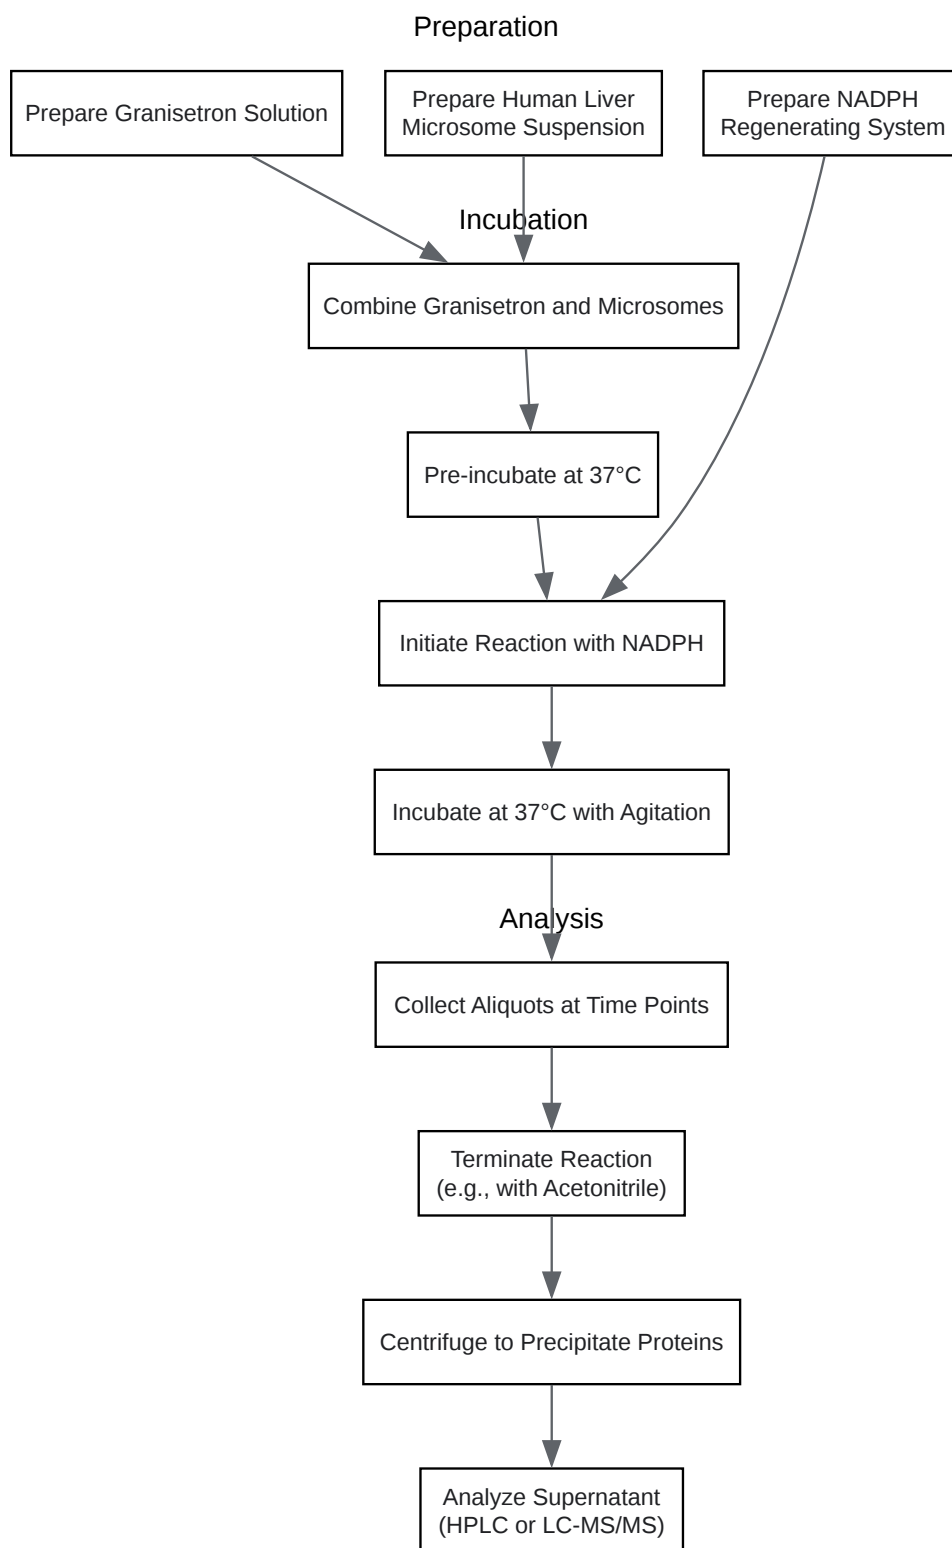 Preparation
Prepare Granisetron Solution
Prepare Human Liver
Microsome Suspension
Prepare NADPH
Regenerating System
Incubation
Combine Granisetron and Microsomes
Pre-incubate at 37°C
Initiate Reaction with NADPH
Incubate at 37°C with Agitation
Analysis
Collect Aliquots at Time Points
Terminate Reaction
(e.g., with Acetonitrile)
Centrifuge to Precipitate Proteins
Analyze Supernatant
(HPLC or LC-MS/MS)